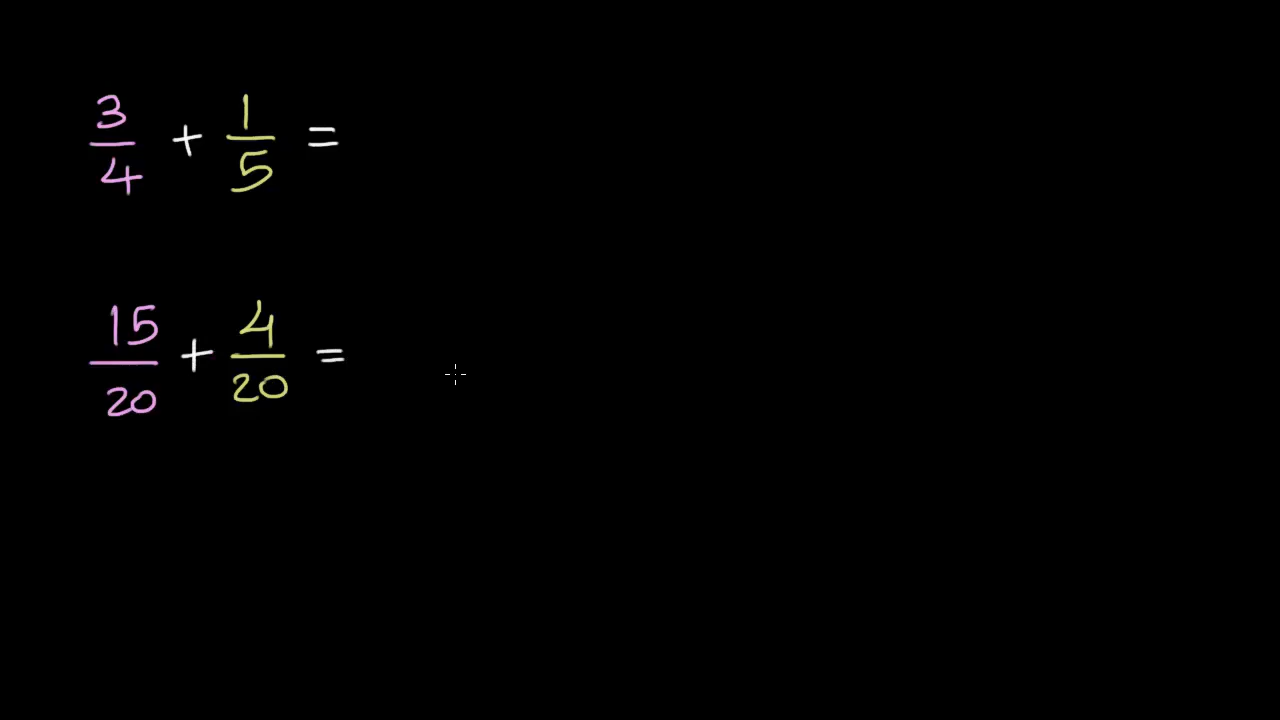 3/4 + 1/5 =
15/20 + 4/20 =